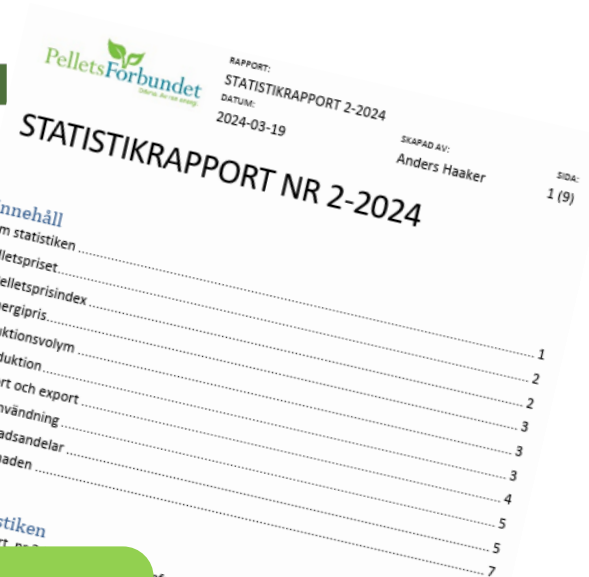 PelletsFörbundet
RAPPORT:
STATISTIKRAPPORT 2-2024
DATUM:
2024-03-19
SKAPAD AV:
Anders Haaker
SIDA:
1 (9)
STATISTIKRAPPORT NR 2-2024
nnehåll
m statistiken 1
lletspriset 2
elletsprisindex 2
ergipris 3
ktionsvolym 3
duktion 3
rt och export 4
nvändning 5
adsandelar 5
naden 7
stiken